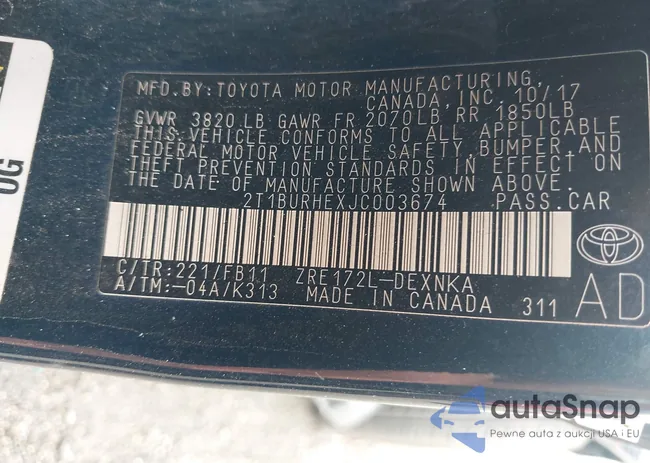 MFD. BY: TOYOTA MOTOR MANUFACTURING,
CANADA, INC. 10/17
GVWR 3820 LB GAWR FR 2070LB RR 1850LB
THIS VEHICLE CONFORMS TO ALL APPLICABLE
FEDERAL MOTOR VEHICLE SAFETY, BUMPER, AND
THEFT PREVENTION STANDARDS IN EFFECT ON
THE DATE OF MANUFACTURE SHOWN ABOVE.
2T1BURHEXJC003674 PASS. CAR
C/TR:221/FB11 ZRE172L-DEXNKA
A/TM:-04A/K313 MADE IN CANADA 311 AD
OG
autoSnap
Pewne auta z aukcji USA i EU